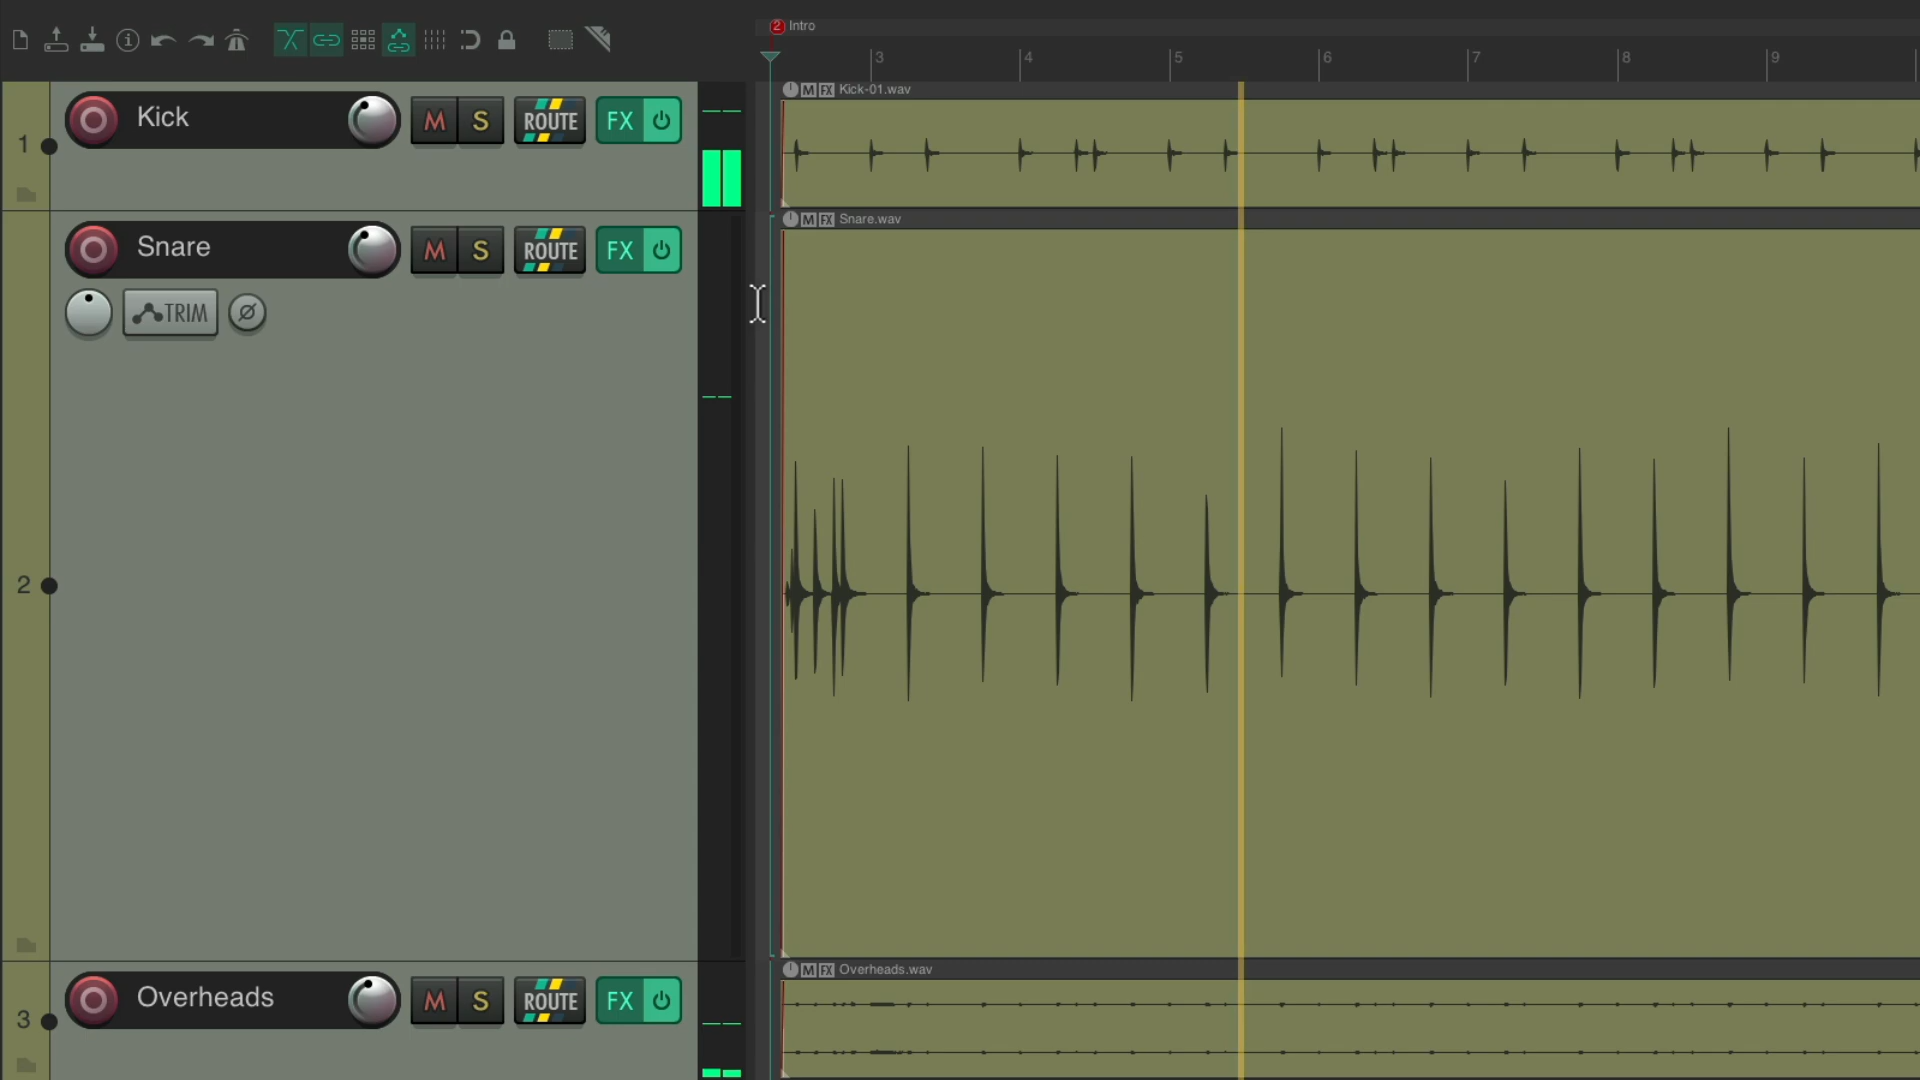 2 Intro
3 4 5 6 7 8 9
1 Kick M S ROUTE FX
M FX Kick-01.wav
Snare M S ROUTE FX
M FX Snare.wav
TRIM
2
Overheads M S ROUTE FX
M FX Overheads.wav
3